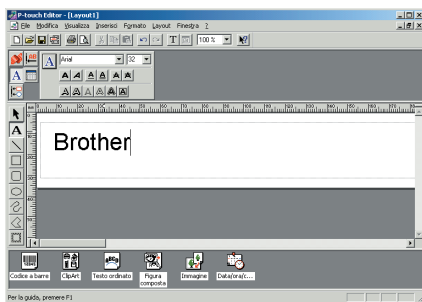 P-touch Editor - [Layout1]
File Modifica Visualizza Inserisci Formato Layout Finestra ?
100 %
Arial 32
Brother
Codice a barre ClipArt Testo ordinato Figura composta Immagine Data/ora/c...
Per la guida, premere F1